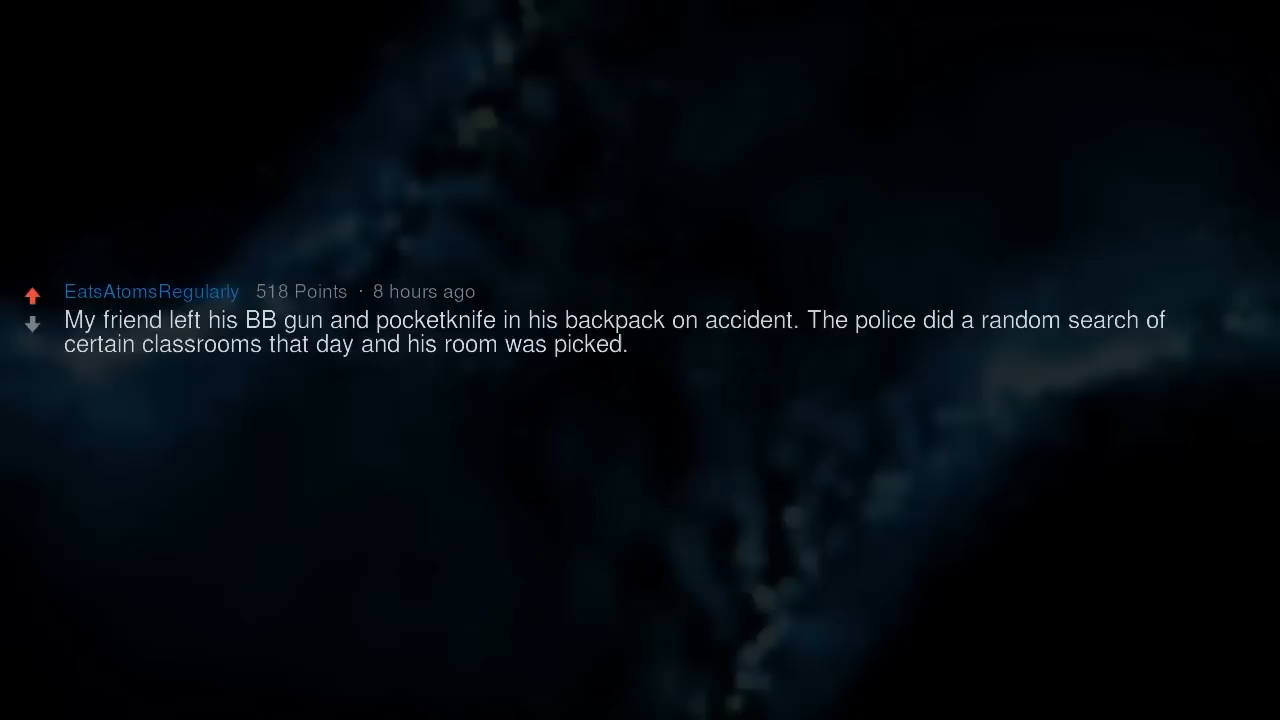 EatsAtomsRegularly 518 Points · 8 hours ago
My friend left his BB gun and pocketknife in his backpack on accident. The police did a random search of
certain classrooms that day and his room was picked.